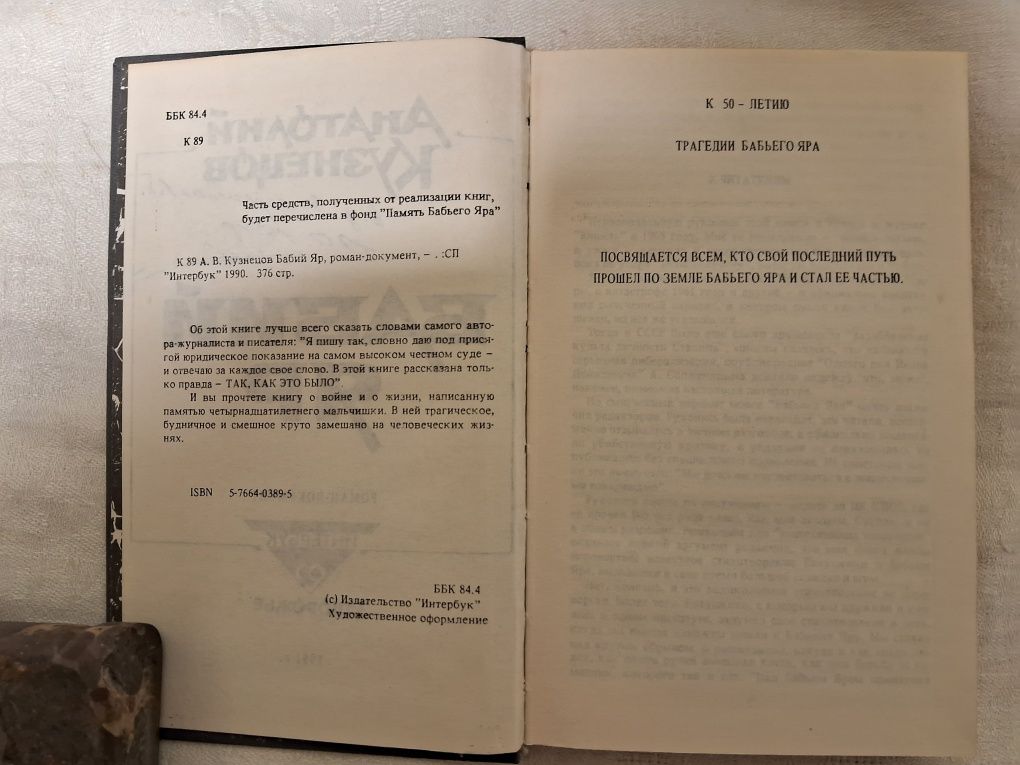 ББК 84.4
К 89
Часть средств, полученных от реализации книг,
будет перечислена в фонд "Память Бабьего Яра"
К 89 А. В. Кузнецов Бабий Яр, роман-документ, – . :СП
"Интербук" 1990. 376 стр.
Об этой книге лучше всего сказать словами самого авто-
ра-журналиста и писателя: "Я пишу так, словно даю под прися-
гой юридическое показание на самом высоком честном суде –
и отвечаю за каждое свое слово. В этой книге рассказана толь-
ко правда – ТАК, КАК ЭТО БЫЛО".
И вы прочтете книгу о войне и о жизни, написанную
памятью четырнадцатилетнего мальчишки. В ней трагическое,
будничное и смешное круто замешано на человеческих жиз-
нях.
ISBN 5-7664-0389-5
ББК 84.4
(с) Издательство "Интербук"
Художественное оформление
К 50 – ЛЕТИЮ
ТРАГЕДИИ БАБЬЕГО ЯРА
ПОСВЯЩАЕТСЯ ВСЕМ, КТО СВОЙ ПОСЛЕДНИЙ ПУТЬ
ПРОШЕЛ ПО ЗЕМЛЕ БАБЬЕГО ЯРА И СТАЛ ЕЕ ЧАСТЬЮ.